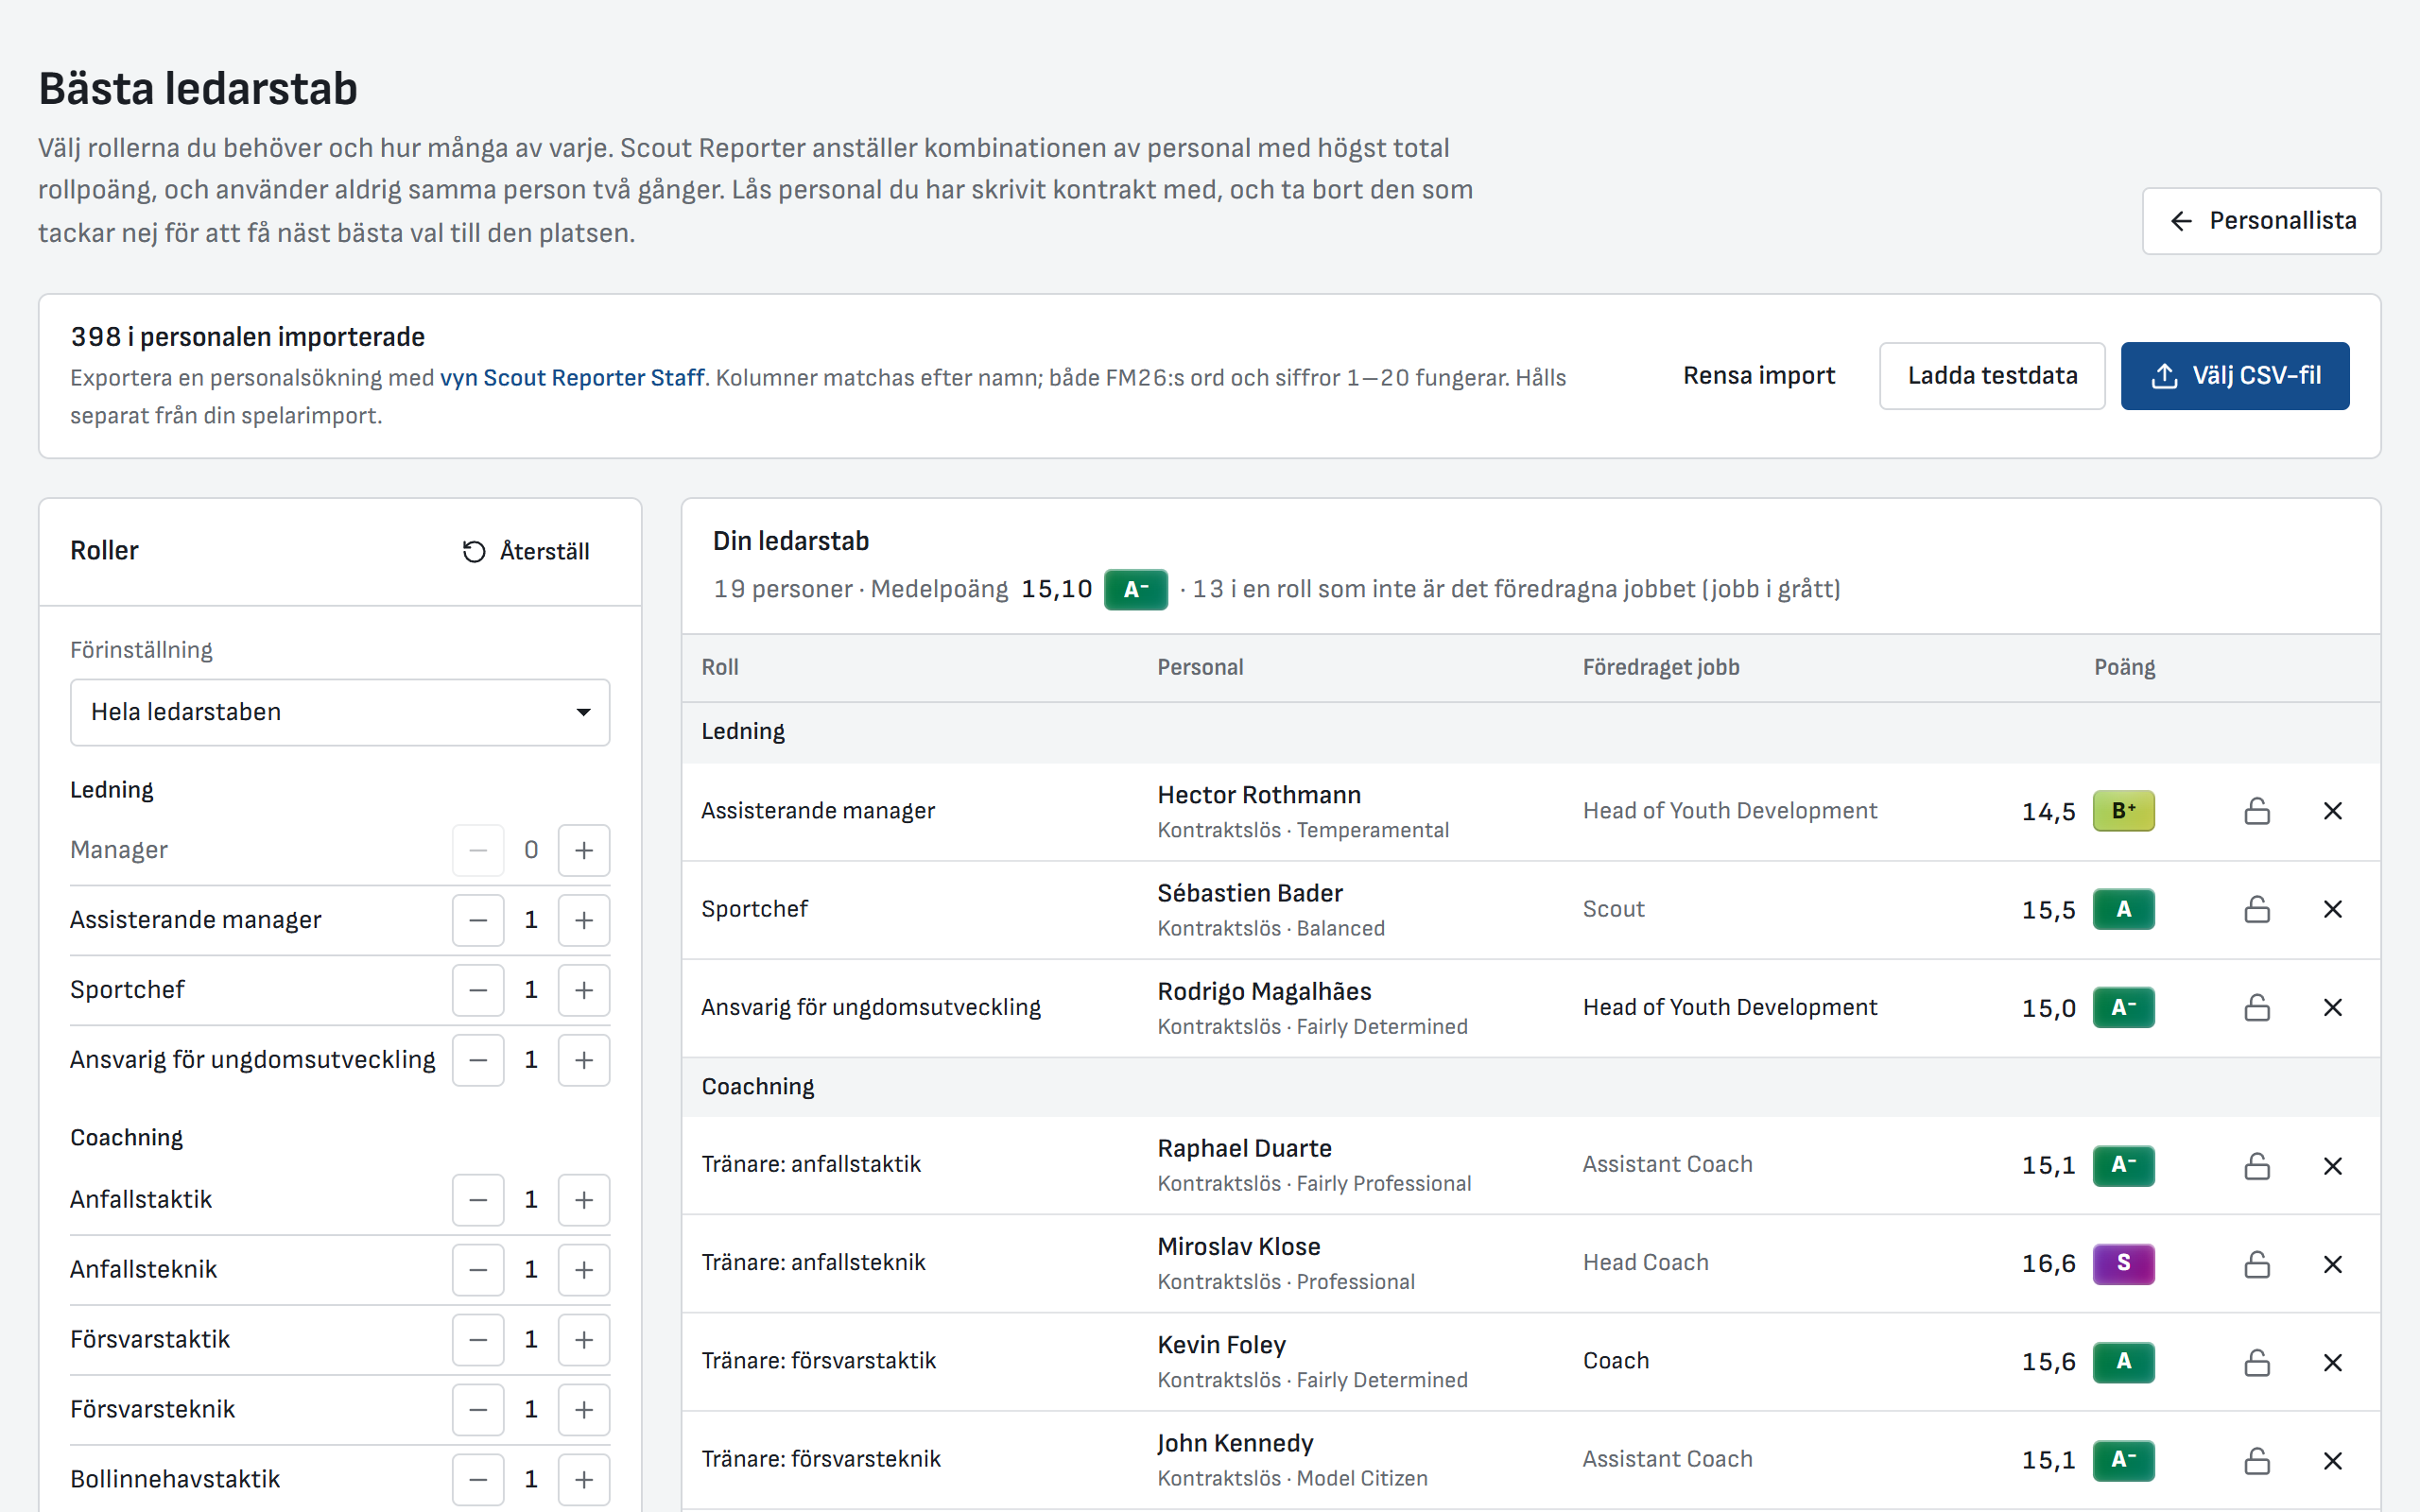 Bästa ledarstab
Välj rollerna du behöver och hur många av varje. Scout Reporter anställer kombinationen av personal med högst total
rollpoäng, och använder aldrig samma person två gånger. Lås personal du har skrivit kontrakt med, och ta bort den som
tackar nej för att få näst bästa val till den platsen.
Personallista
398 i personalen importerade
Exportera en personalsökning med vyn Scout Reporter Staff. Kolumner matchas efter namn; både FM26:s ord och siffror 1–20 fungerar. Hålls
separat från din spelarimport.
Rensa import
Ladda testdata
Välj CSV-fil
Roller
Återställ
Förinställning
Hela ledarstaben
Ledning
Manager 0
Assisterande manager 1
Sportchef 1
Ansvarig för ungdomsutveckling 1
Coachning
Anfallstaktik 1
Anfallsteknik 1
Försvarstaktik 1
Försvarsteknik 1
Bollinnehavstaktik 1
Din ledarstab
19 personer · Medelpoäng 15,10 A- · 13 i en roll som inte är det föredragna jobbet (jobb i grått)
Roll Personal Föredraget jobb Poäng
Ledning
Assisterande manager Hector Rothmann Head of Youth Development 14,5 B+
Kontraktslös · Temperamental
Sportchef Sébastien Bader Scout 15,5 A
Kontraktslös · Balanced
Ansvarig för ungdomsutveckling Rodrigo Magalhães Head of Youth Development 15,0 A-
Kontraktslös · Fairly Determined
Coachning
Tränare: anfallstaktik Raphael Duarte Assistant Coach 15,1 A-
Kontraktslös · Fairly Professional
Tränare: anfallsteknik Miroslav Klose Head Coach 16,6 S
Kontraktslös · Professional
Tränare: försvarstaktik Kevin Foley Coach 15,6 A
Kontraktslös · Fairly Determined
Tränare: försvarsteknik John Kennedy Assistant Coach 15,1 A-
Kontraktslös · Model Citizen